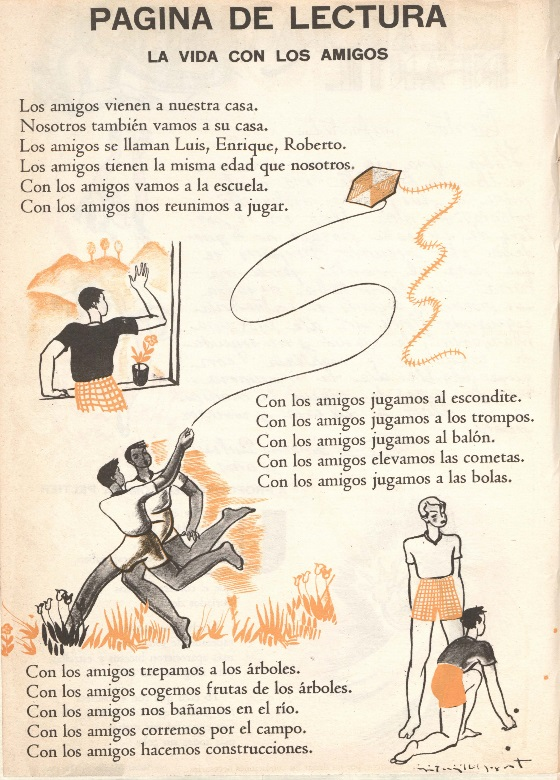 PAGINA DE LECTURA
LA VIDA CON LOS AMIGOS
Los amigos vienen a nuestra casa.
Nosotros también vamos a su casa.
Los amigos se llaman Luis, Enrique, Roberto.
Los amigos tienen la misma edad que nosotros.
Con los amigos vamos a la escuela.
Con los amigos nos reunimos a jugar.
Con los amigos jugamos al escondite.
Con los amigos jugamos a los trompos.
Con los amigos jugamos al balón.
Con los amigos elevamos las cometas.
Con los amigos jugamos a las bolas.
Con los amigos trepamos a los árboles.
Con los amigos cogemos frutas de los árboles.
Con los amigos nos bañamos en el río.
Con los amigos corremos por el campo.
Con los amigos hacemos construcciones.